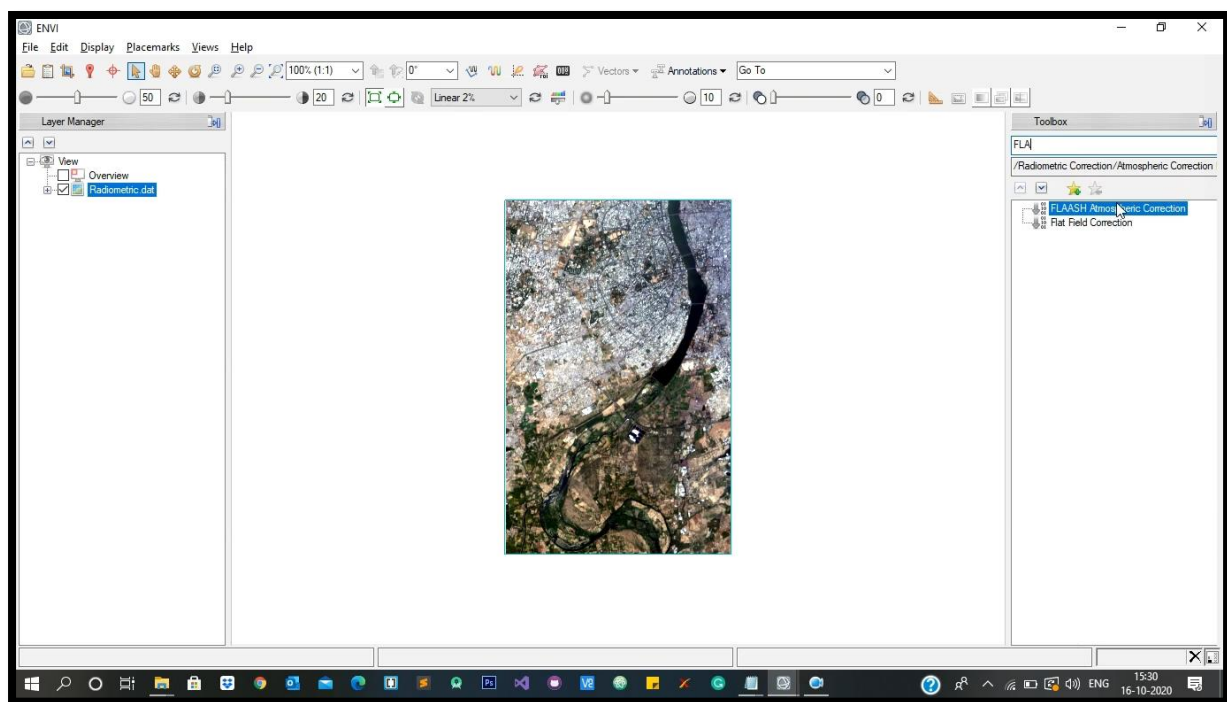 ENVI
File Edit Display Placemarks Views Help
100% (1:1) 0° Vectors Annotations Go To
50 20 Linear 2% 10 0
Layer Manager
View
Overview
Radiometric.dat
Toolbox
FLA
/Radiometric Correction/Atmospheric Correction
FLAASH Atmospheric Correction
Flat Field Correction
ENG
15:30
16-10-2020